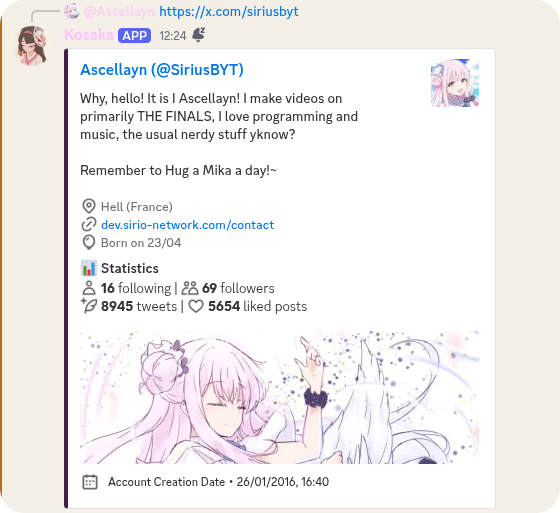 @Ascellayn https://x.com/siriusbyt
Kosaka APP 12:24
Ascellayn (@SiriusBYT)
Why, hello! It is I Ascellayn! I make videos on
primarily THE FINALS, I love programming and
music, the usual nerdy stuff yknow?
Remember to Hug a Mika a day!~
Hell (France)
dev.sirio-network.com/contact
Born on 23/04
Statistics
16 following | 69 followers
8945 tweets | 5654 liked posts
Account Creation Date • 26/01/2016, 16:40